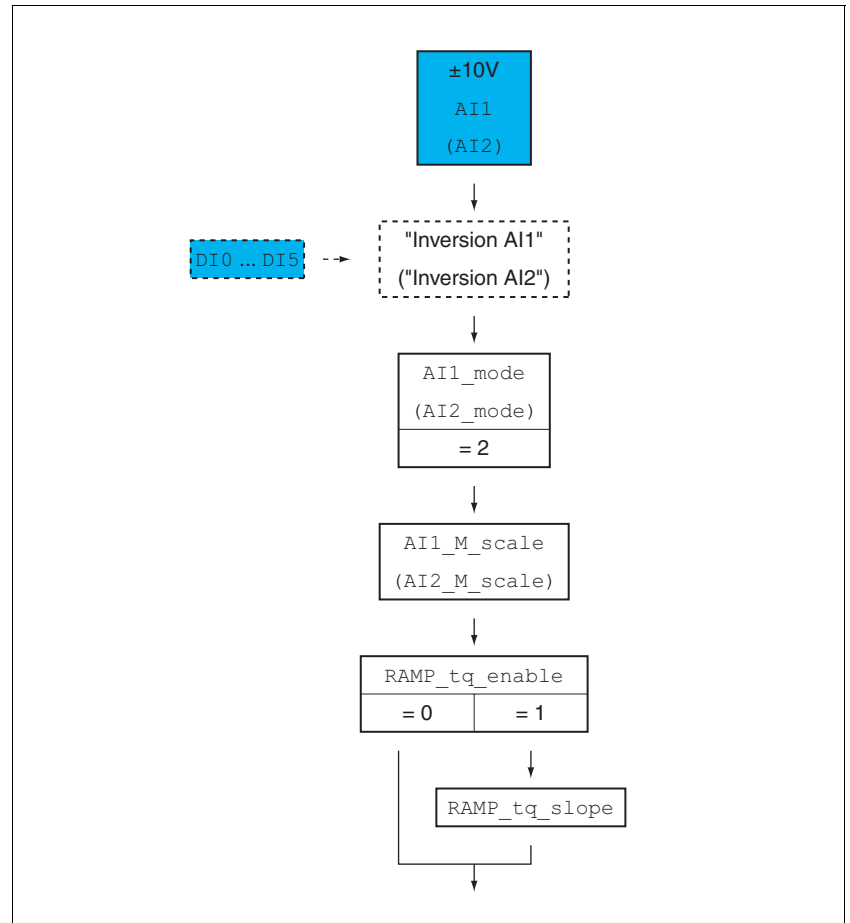 ±10V
AI1
(AI2)
"Inversion AI1"
DI0 ... DI5
("Inversion AI2")
AI1_mode
(AI2_mode)
= 2
AI1_M_scale
(AI2_M_scale)
RAMP_tq_enable
= 0 = 1
RAMP_tq_slope